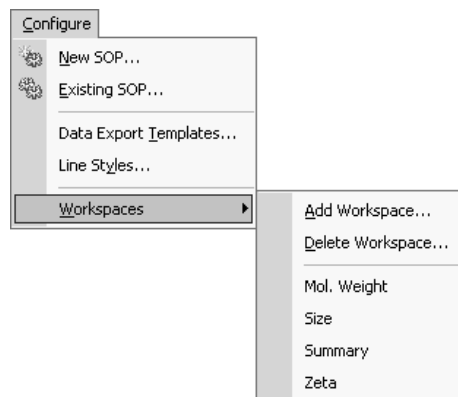 Configure
New SOP...
Existing SOP...
Data Export Templates...
Line Styles...
Workspaces
Add Workspace...
Delete Workspace...
Mol. Weight
Size
Summary
Zeta